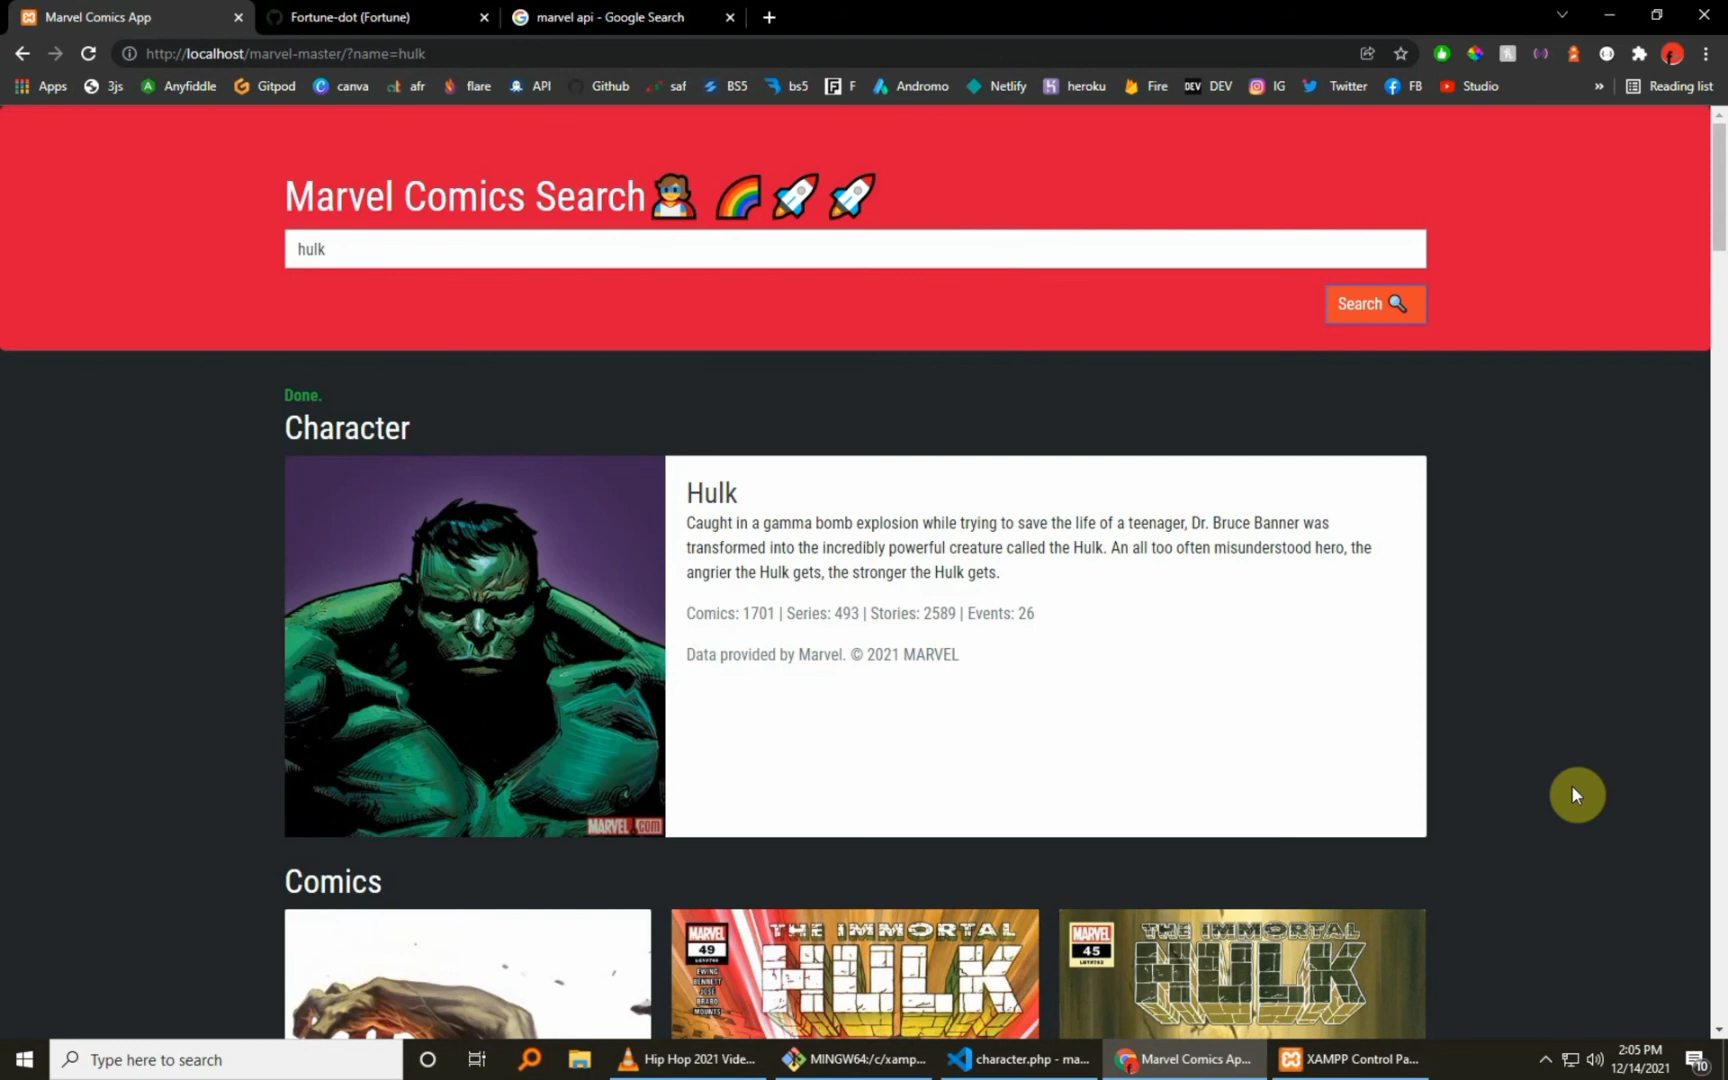 Marvel Comics App
Fortune-dot (Fortune)
marvel api - Google Search
http://localhost/marvel-master/?name=hulk
Apps
3js
Anyfiddle
Gitpod
canva
afr
flare
API
Github
saf
BS5
bs5
F
Andromo
Netlify
heroku
Fire
DEV
DEV
IG
Twitter
FB
Studio
»
Reading list
Marvel Comics Search
hulk
Search
Done.
Character
Hulk
Caught in a gamma bomb explosion while trying to save the life of a teenager, Dr. Bruce Banner was
transformed into the incredibly powerful creature called the Hulk. An all too often misunderstood hero, the
angrier the Hulk gets, the stronger the Hulk gets.
Comics: 1701 | Series: 493 | Stories: 2589 | Events: 26
Data provided by Marvel. © 2021 MARVEL
MARVEL.com
Comics
MARVEL
49
EWING
BENNETT
JOSE
BRABO
MOUNTS
THE IMMORTAL
HULK
MARVEL
45
THE IMMORTAL
HULK
Type here to search
Hip Hop 2021 Vide...
MINGW64:/c/xamp...
character.php - ma...
Marvel Comics Ap...
XAMPP Control Pa...
2:05 PM
12/14/2021
10